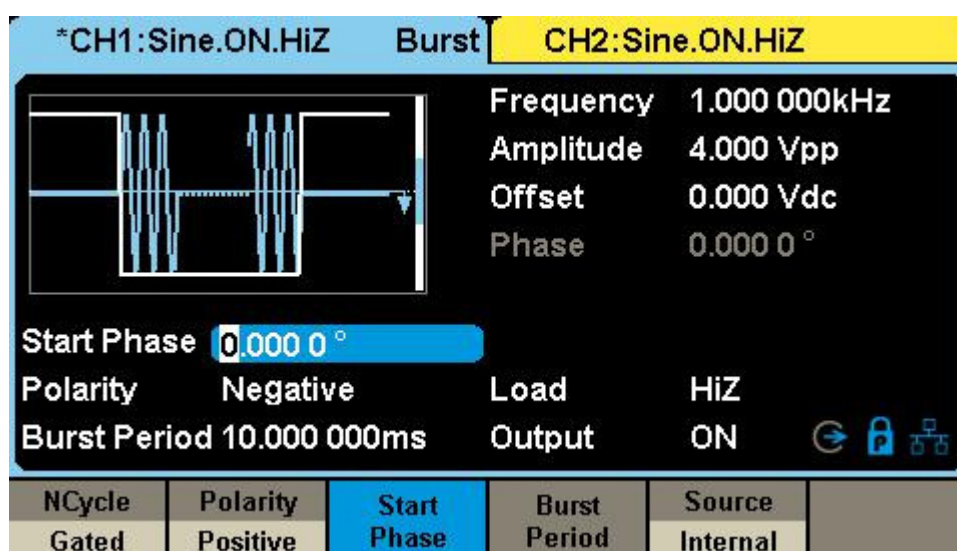 *CH1:Sine.ON.HiZ Burst CH2:Sine.ON.HiZ
Frequency 1.000 000kHz
Amplitude 4.000 Vpp
Offset 0.000 Vdc
Phase 0.000 0 °
Start Phase 0.000 0 °
Polarity Negative Load HiZ
Burst Period 10.000 000ms Output ON
NCycle Polarity Start Burst Source
Gated Positive Phase Period Internal